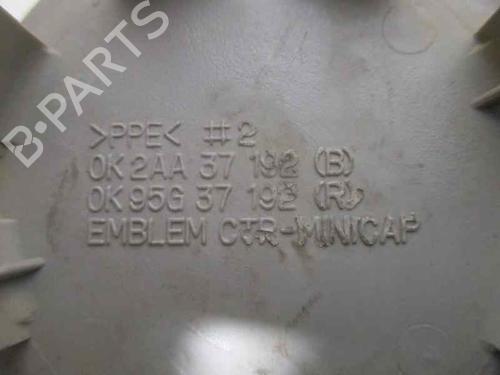 >PPE< #2
0K2AA 37 192 (B)
0K95G 37 192 (R)
EMBLEM CTR-MINICAP
B-PARTS